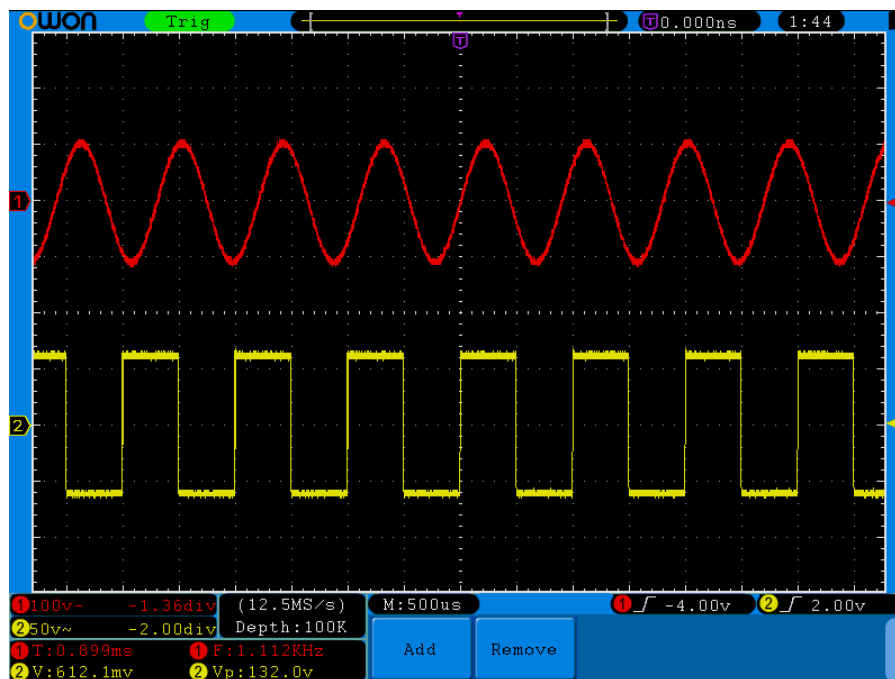 OWON Trig T 0.000ns 1:44
T
1
2
1 100v- -1.36div (12.5MS/s) M:500us 1 -4.00v 2 2.00v
2 50v~ -2.00div Depth:100K
1 T:0.899ms 1 F:1.112KHz Add Remove
2 V:612.1mv 2 Vp:132.0v